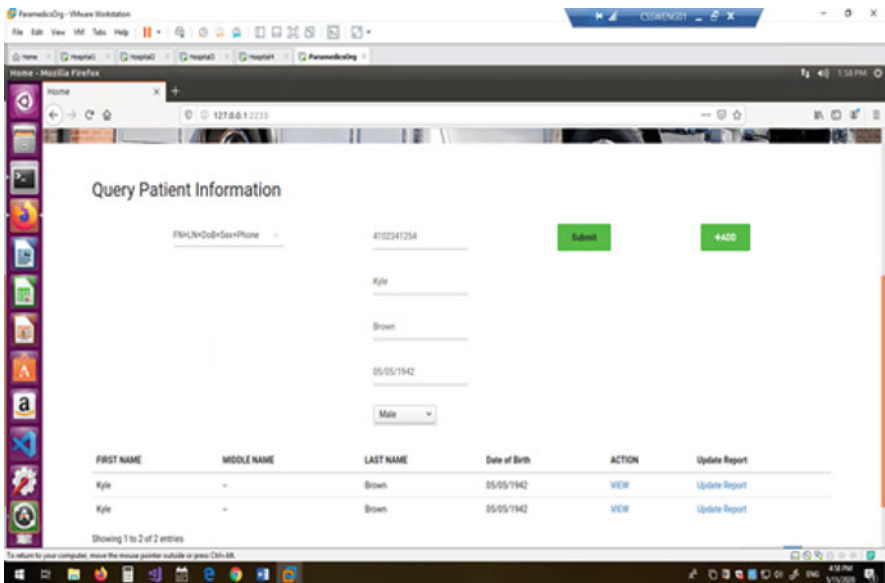 ParamedicsOrg - VMware Workstation
CSSWENG01
File Edit View VM Tabs Help
Home Hospital1 Hospital2 Hospital3 Hospital4 ParamedicsOrg
Home - Mozilla Firefox
1:58 PM
Home
127.0.0.1:2233
Query Patient Information
FN+LN+DoB+Sex+Phone
4102341254
Submit
+ADD
Kyle
Brown
05/05/1942
Male
FIRST NAME MIDDLE NAME LAST NAME Date of Birth ACTION Update Report
Kyle -- Brown 05/05/1942 VIEW Update Report
Kyle -- Brown 05/05/1942 VIEW Update Report
Showing 1 to 2 of 2 entries
To return to your computer, move the mouse pointer outside or press Ctrl+Alt.
ENG
4:58 PM
5/15/2020